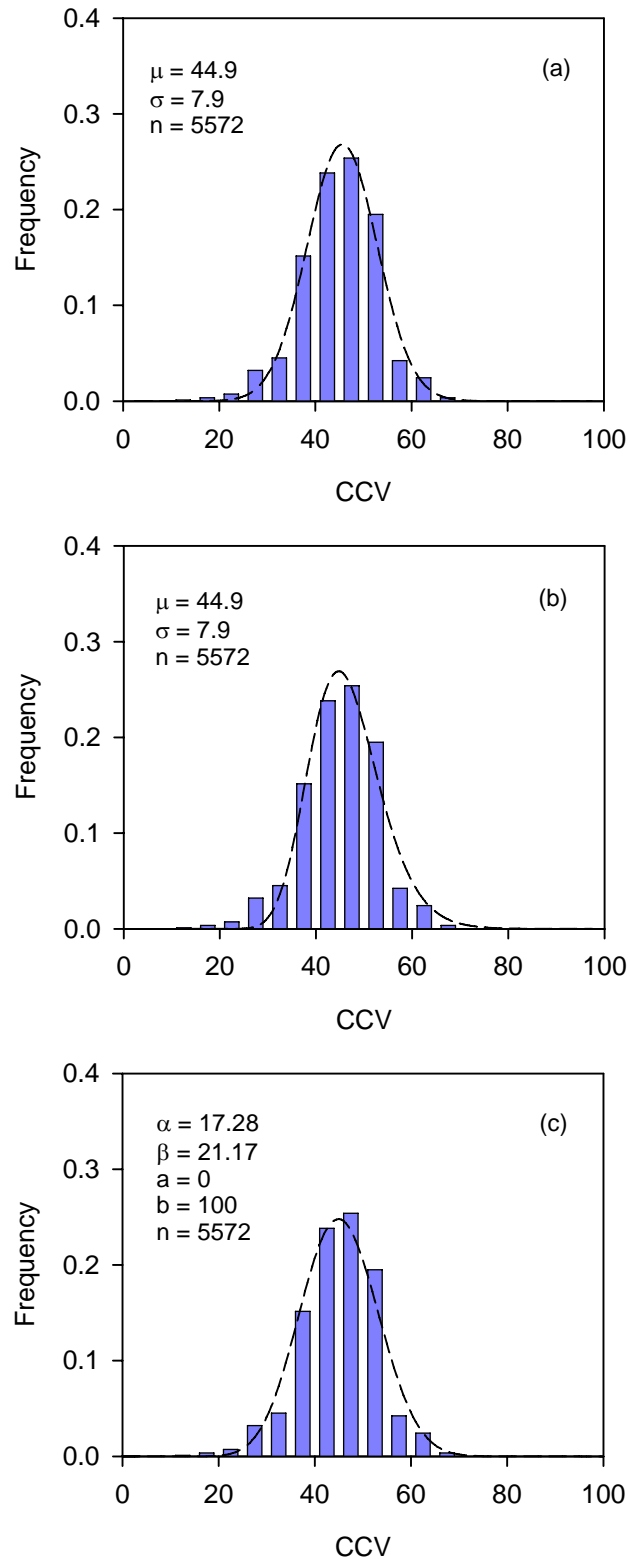 0.4
μ = 44.9
(a)
σ = 7.9
n = 5572
0.3
Frequency
0.2
0.1
0.0
0 20 40 60 80 100
CCV
0.4
μ = 44.9
(b)
σ = 7.9
n = 5572
0.3
Frequency
0.2
0.1
0.0
0 20 40 60 80 100
CCV
0.4
α = 17.28
(c)
β = 21.17
a = 0
b = 100
n = 5572
0.3
Frequency
0.2
0.1
0.0
0 20 40 60 80 100
CCV